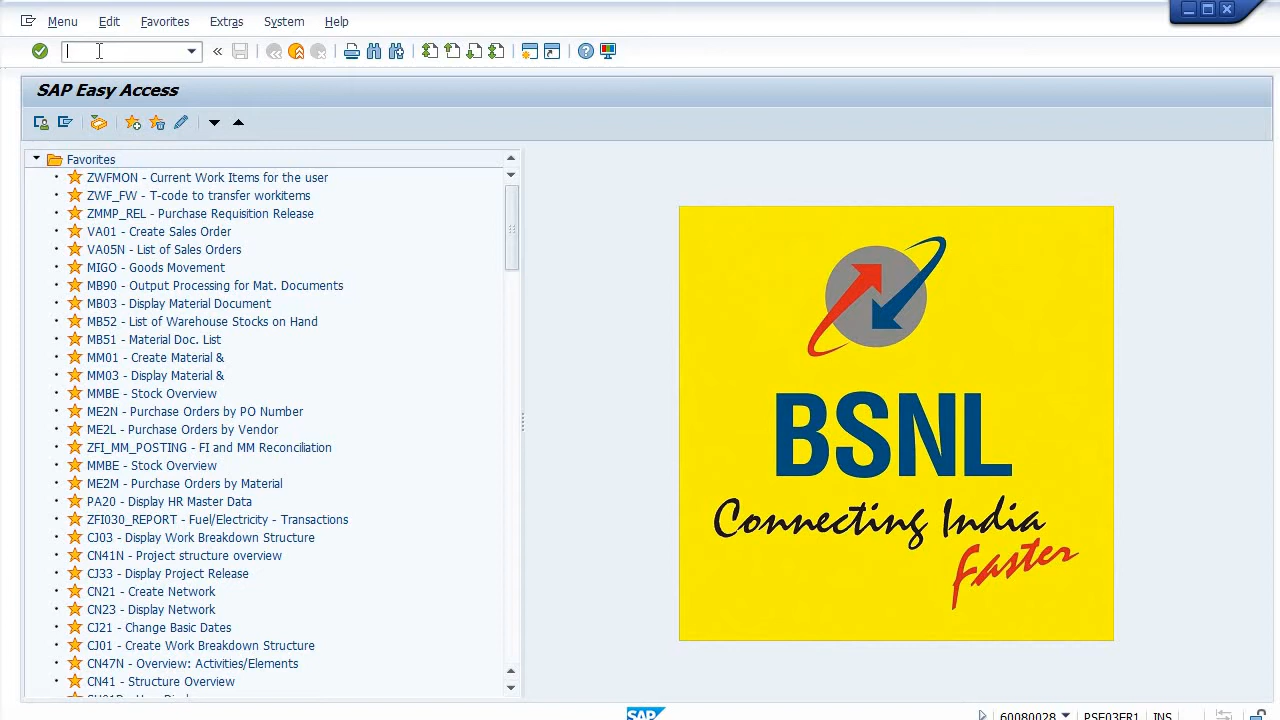 Menu Edit Favorites Extras System Help
SAP Easy Access
Favorites
ZWFMON - Current Work Items for the user
ZWF_FW - T-code to transfer workitems
ZMMP_REL - Purchase Requisition Release
VA01 - Create Sales Order
VA05N - List of Sales Orders
MIGO - Goods Movement
MB90 - Output Processing for Mat. Documents
MB03 - Display Material Document
MB52 - List of Warehouse Stocks on Hand
MB51 - Material Doc. List
MM01 - Create Material &
MM03 - Display Material &
MMBE - Stock Overview
ME2N - Purchase Orders by PO Number
ME2L - Purchase Orders by Vendor
ZFI_MM_POSTING - FI and MM Reconciliation
MMBE - Stock Overview
ME2M - Purchase Orders by Material
PA20 - Display HR Master Data
ZFI030_REPORT - Fuel/Electricity - Transactions
CJ03 - Display Work Breakdown Structure
CN41N - Project structure overview
CJ33 - Display Project Release
CN21 - Create Network
CN23 - Display Network
CJ21 - Change Basic Dates
CJ01 - Create Work Breakdown Structure
CN47N - Overview: Activities/Elements
CN41 - Structure Overview
BSNL
Connecting India
Faster
SAP
60080028 PSE03ER1 INS